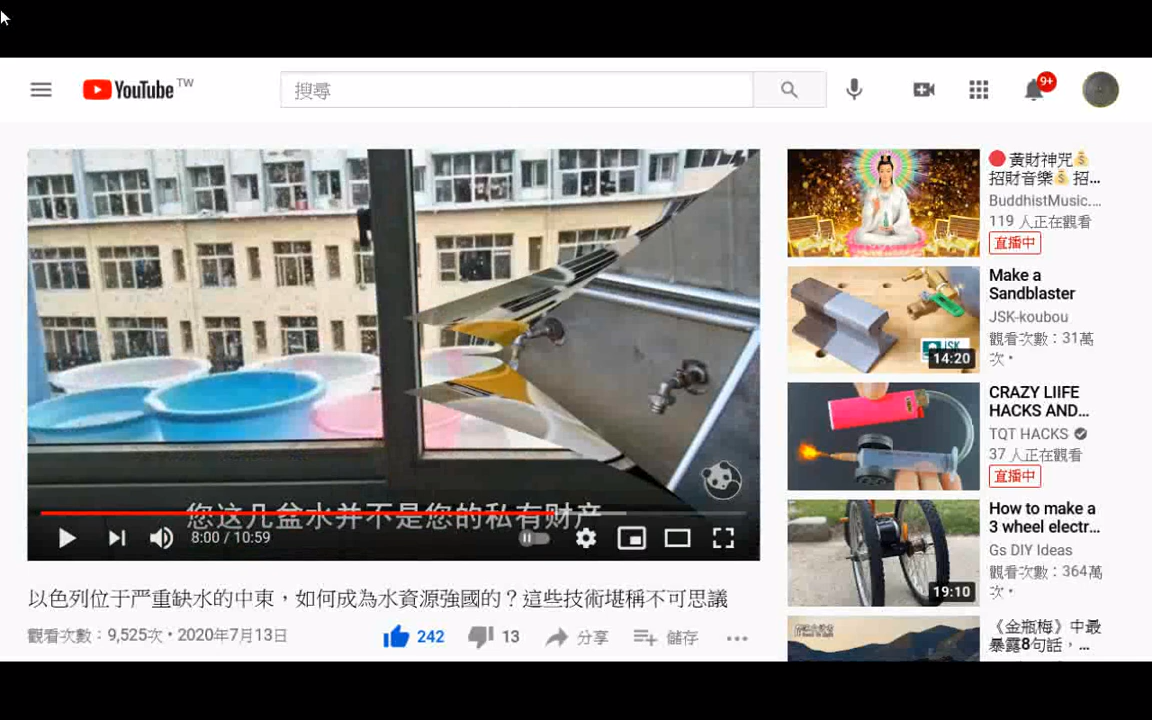 YouTube TW
搜尋
9+
您这几盆水并不是您的私有财产
8:00 / 10:59
以色列位于严重缺水的中東，如何成為水資源強國的？這些技術堪稱不可思議
觀看次數：9,525次 • 2020年7月13日
242
13
分享
儲存
🔴 黃財神咒💰
招財音樂💰 招...
BuddhistMusic....
119 人正在觀看
直播中
JSK
14:20
Make a
Sandblaster
JSK-koubou
觀看次數：31萬
次 •
CRAZY LIIFE
HACKS AND...
TQT HACKS
37 人正在觀看
直播中
19:10
How to make a
3 wheel electr...
Gs DIY Ideas
觀看次數：364萬
次 •
《金瓶梅》中最
暴露8句話，...